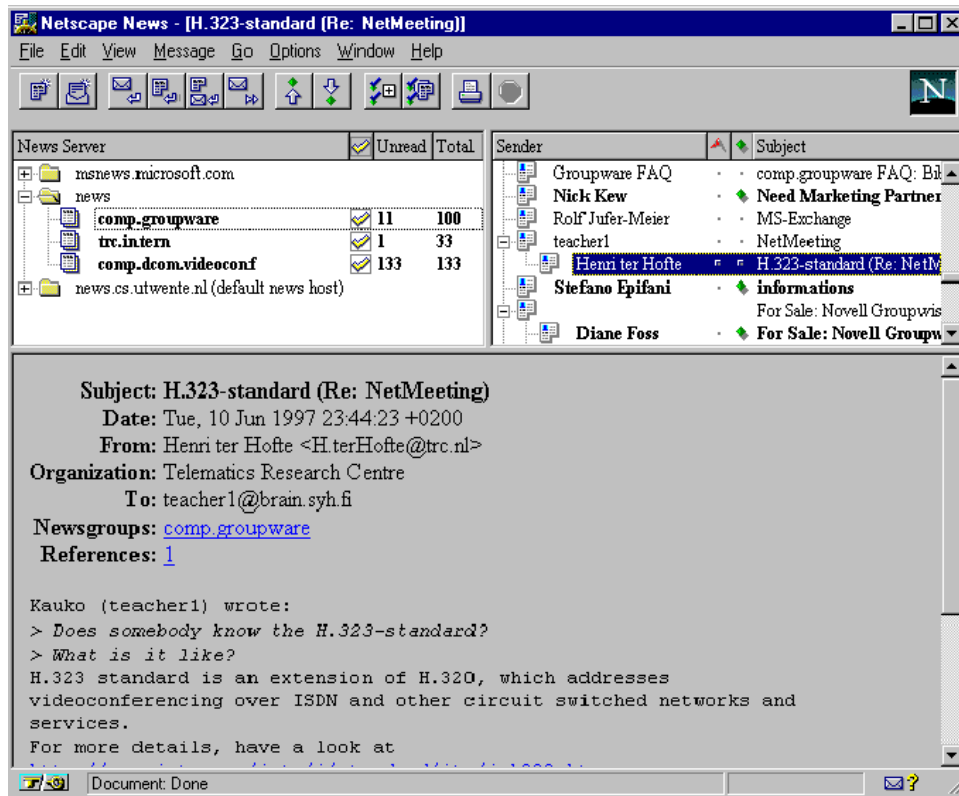 Netscape News - [H.323-standard (Re: NetMeeting)]
File Edit View Message Go Options Window Help
N
News Server Unread Total
msnews.microsoft.com
news
comp.groupware 11 100
trc.intern 1 33
comp.dcom.videoconf 133 133
news.cs.utwente.nl (default news host)
Sender Subject
Groupware FAQ comp.groupware FAQ: Bib
Nick Kew Need Marketing Partner
Rolf Jufer-Meier MS-Exchange
teacher1 NetMeeting
Henri ter Hofte H.323-standard (Re: NetM
Stefano Epifani informations
For Sale: Novell Groupwis
Diane Foss For Sale: Novell Groupw
Subject: H.323-standard (Re: NetMeeting)
Date: Tue, 10 Jun 1997 23:44:23 +0200
From: Henri ter Hofte <H.terHofte@trc.nl>
Organization: Telematics Research Centre
To: teacher1@brain.syh.fi
Newsgroups: comp.groupware
References: 1
Kauko (teacher1) wrote:
> Does somebody know the H.323-standard?
> What is it like?
H.323 standard is an extension of H.320, which addresses
videoconferencing over ISDN and other circuit switched networks and
services.
For more details, have a look at
Document: Done